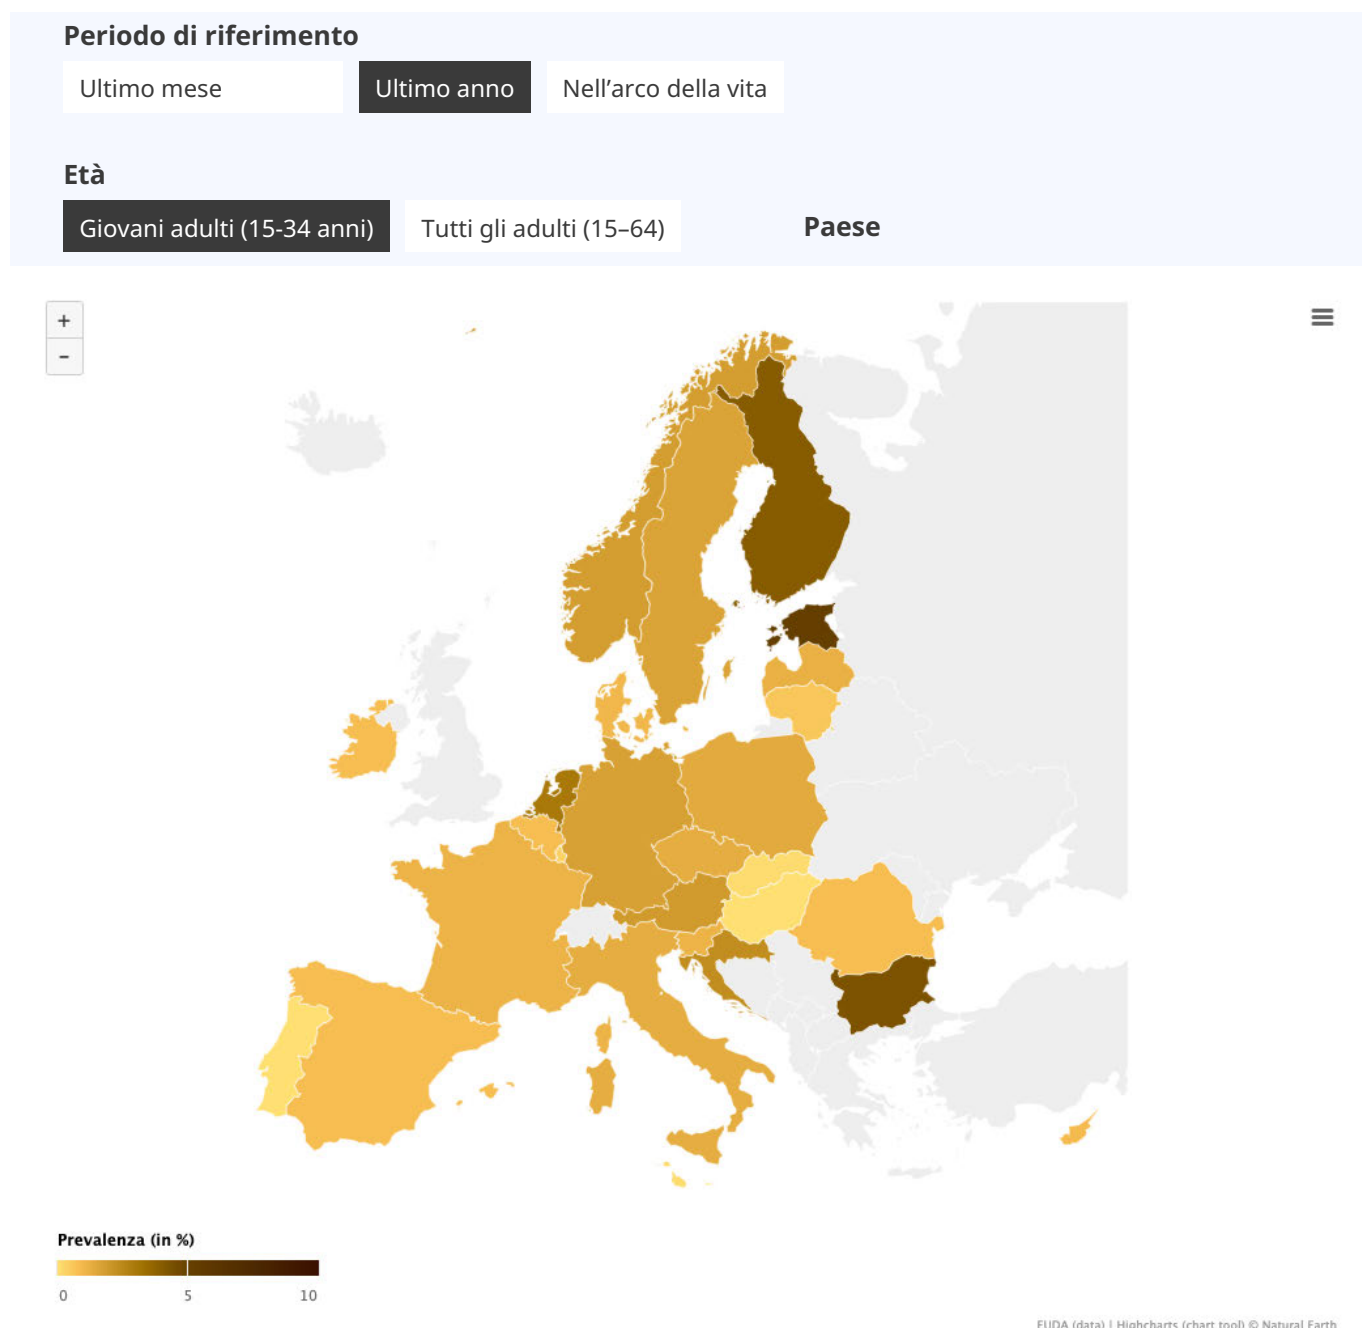 Periodo di riferimento
Ultimo mese Ultimo anno Nell’arco della vita
Età
Giovani adulti (15-34 anni) Tutti gli adulti (15–64) Paese
+
−
Prevalenza (in %)
0 5 10
EUDA (data) | Highcharts (chart tool) © Natural Earth